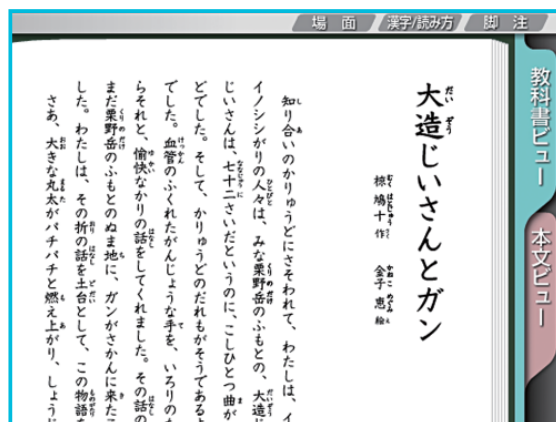 場 面
漢字/読み方
脚 注
教科書ビュー
本文ビュー
大造じいさんとガン
椋 鳩十 作 金子 恵 絵
知り合いのかりゅうどにさそわれて、わたしは、イ
イノシシがりの人々は、みな栗野岳のふもとの、大造じ
じいさんは、七十二さいだというのに、こしひとつ曲が
どでした。そして、かりゅうどのだれもがそうであると
でした。血管のふくれたがんじょうな手を、いろりのた
らそれと、愉快なかりの話をしてくれました。その話の
まだ栗野岳のふもとのぬま地に、ガンがさかんに来たこ
した。わたしは、その折の話を土台として、この物語を
さあ、大きな丸太がパチパチと燃え上がり、しょうじ